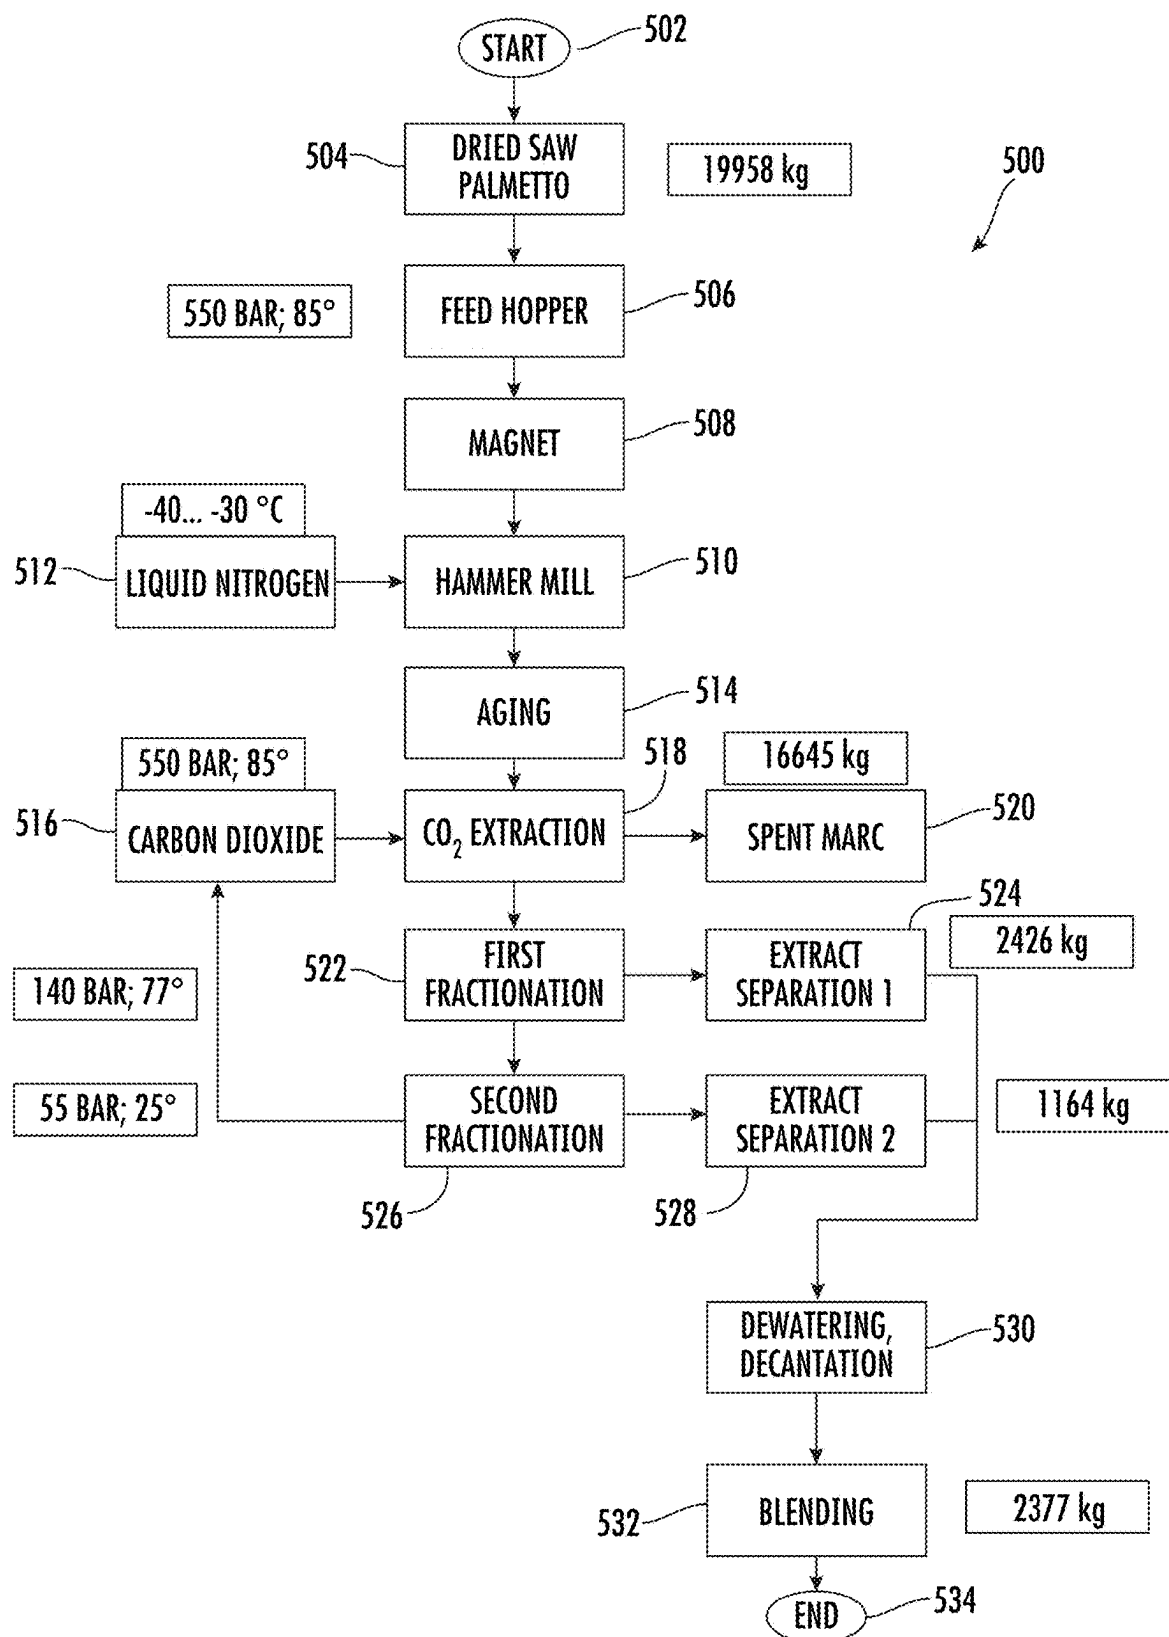 START
502
504
DRIED SAW
PALMETTO
19958 kg
500
550 BAR; 85°
FEED HOPPER
506
MAGNET
508
-40... -30 °C
512
LIQUID NITROGEN
HAMMER MILL
510
AGING
514
550 BAR; 85°
518
16645 kg
516
CARBON DIOXIDE
CO₂ EXTRACTION
SPENT MARC
520
524
140 BAR; 77°
522
FIRST
FRACTIONATION
EXTRACT
SEPARATION 1
2426 kg
55 BAR; 25°
SECOND
FRACTIONATION
EXTRACT
SEPARATION 2
1164 kg
526
528
DEWATERING,
DECANTATION
530
532
BLENDING
2377 kg
END
534